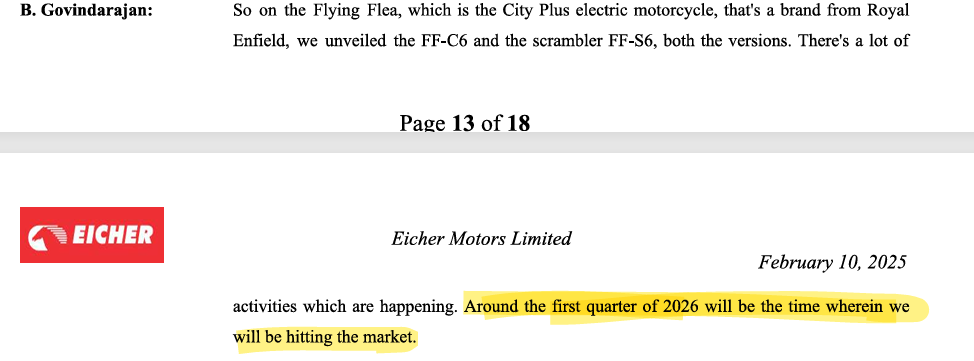 B. Govindarajan: So on the Flying Flea, which is the City Plus electric motorcycle, that's a brand from Royal
Enfield, we unveiled the FF-C6 and the scrambler FF-S6, both the versions. There's a lot of
Page 13 of 18
EICHER
Eicher Motors Limited
February 10, 2025
activities which are happening. Around the first quarter of 2026 will be the time wherein we
will be hitting the market.